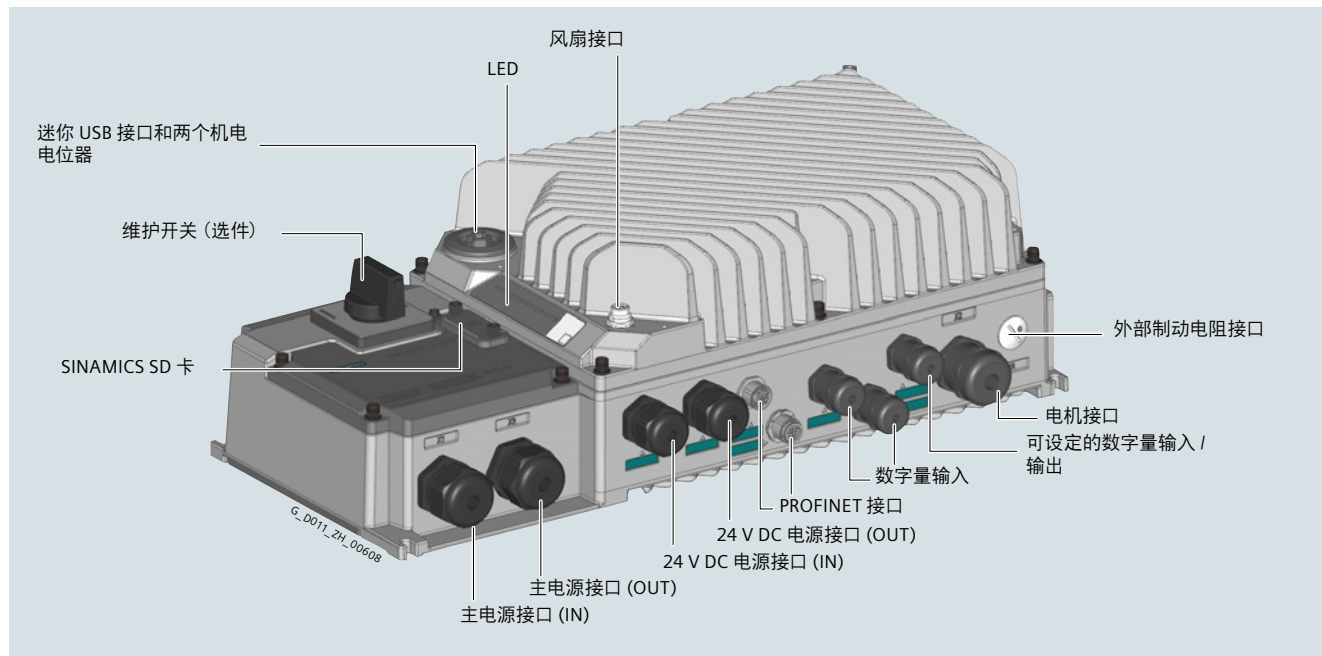 风扇接口
LED
迷你 USB 接口和两个机电
电位器
维护开关（选件）
SINAMICS SD 卡
外部制动电阻接口
电机接口
可设定的数字量输入 /
输出
数字量输入
PROFINET 接口
24 V DC 电源接口 (OUT)
24 V DC 电源接口 (IN)
主电源接口 (OUT)
主电源接口 (IN)
G_D011_ZH_00608